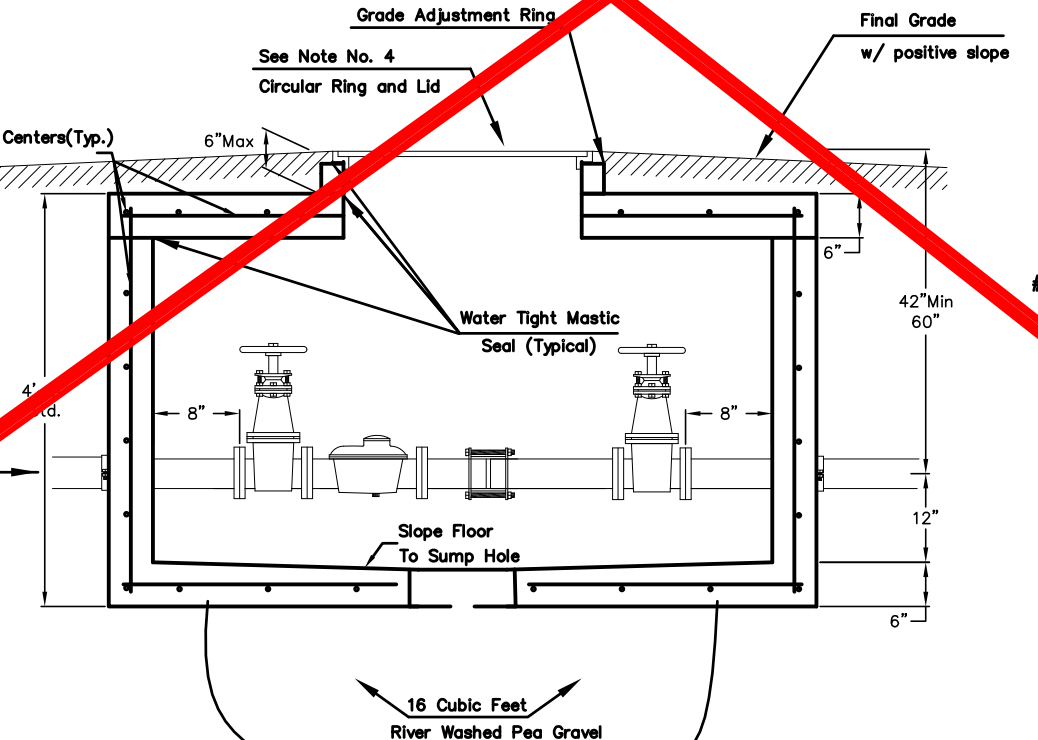 Grade Adjustment Ring
Final Grade
w/ positive slope
See Note No. 4
Circular Ring and Lid
Centers(Typ.)
6"Max
6"
42"Min
60"
#
Water Tight Mastic
Seal (Typical)
4'
8"
8"
12"
Slope Floor
To Sump Hole
6"
16 Cubic Feet
River Washed Pea Gravel